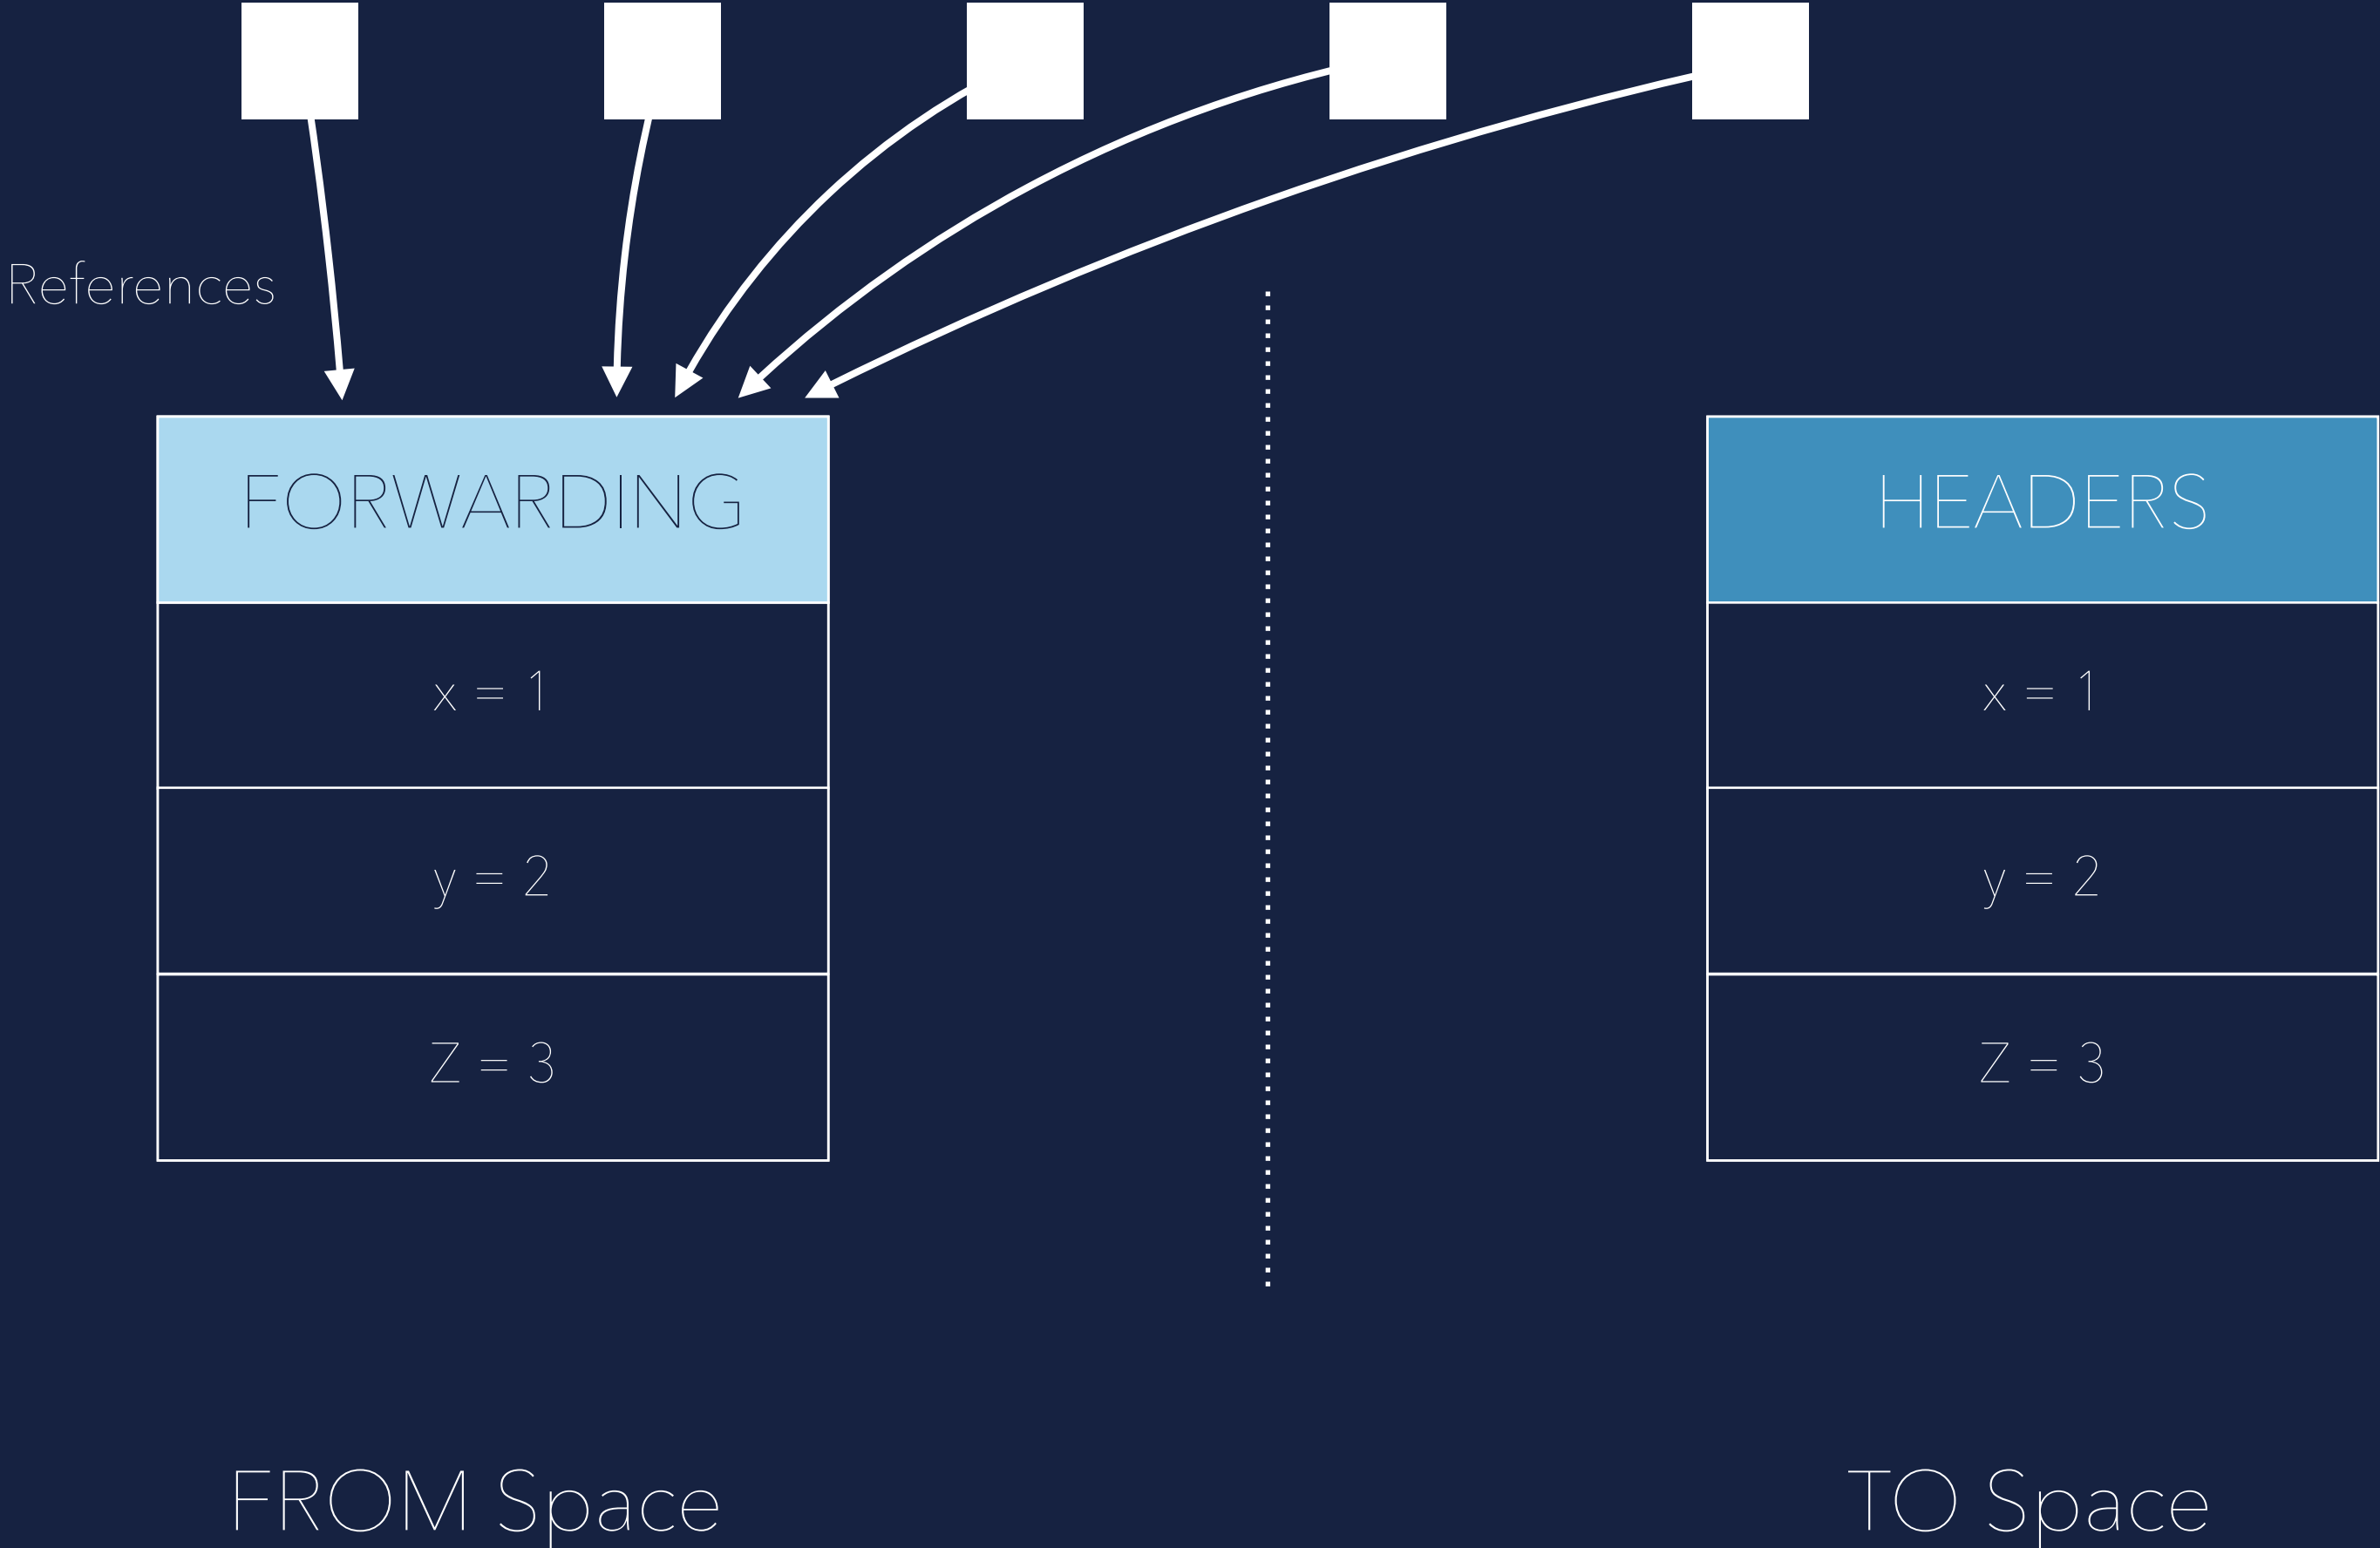 References
FORWARDING
HEADERS
x = 1
x = 1
y = 2
y = 2
Z = 3
Z = 3
FROM Space
TO Space